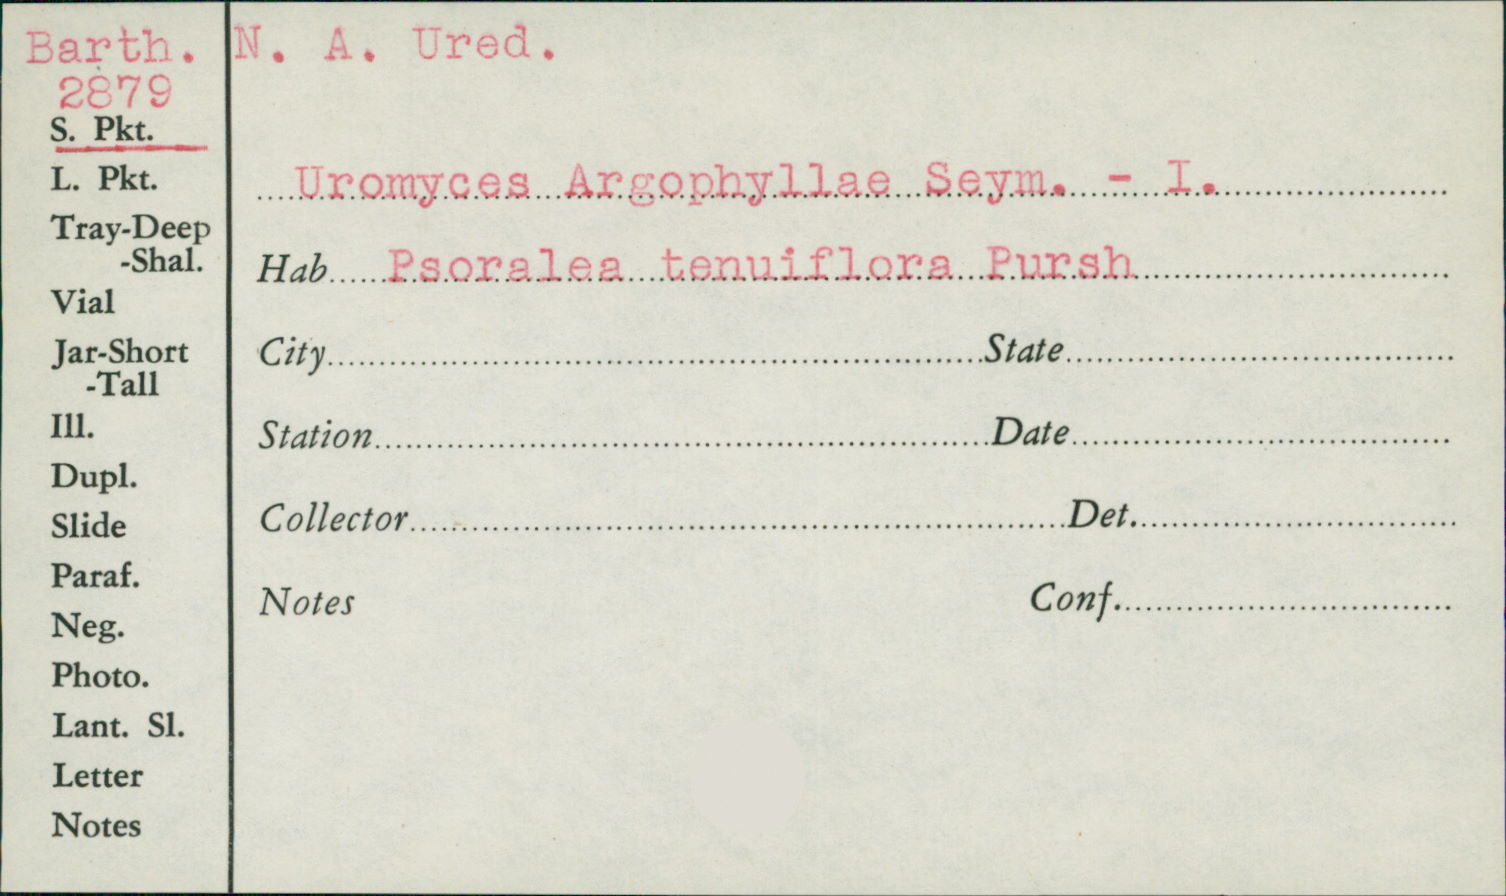 Barth. N. A. Ured.
2879
S. Pkt.
L. Pkt.
Tray-Deep
-Shal.
Vial
Jar-Short
-Tall
Ill.
Dupl.
Slide
Paraf.
Neg.
Photo.
Lant. Sl.
Letter
Notes
Uromyces Argophyllae Seym. - I.
Hab. Psoralea tenuiflora Pursh
City State
Station Date
Collector Det.
Notes Conf.